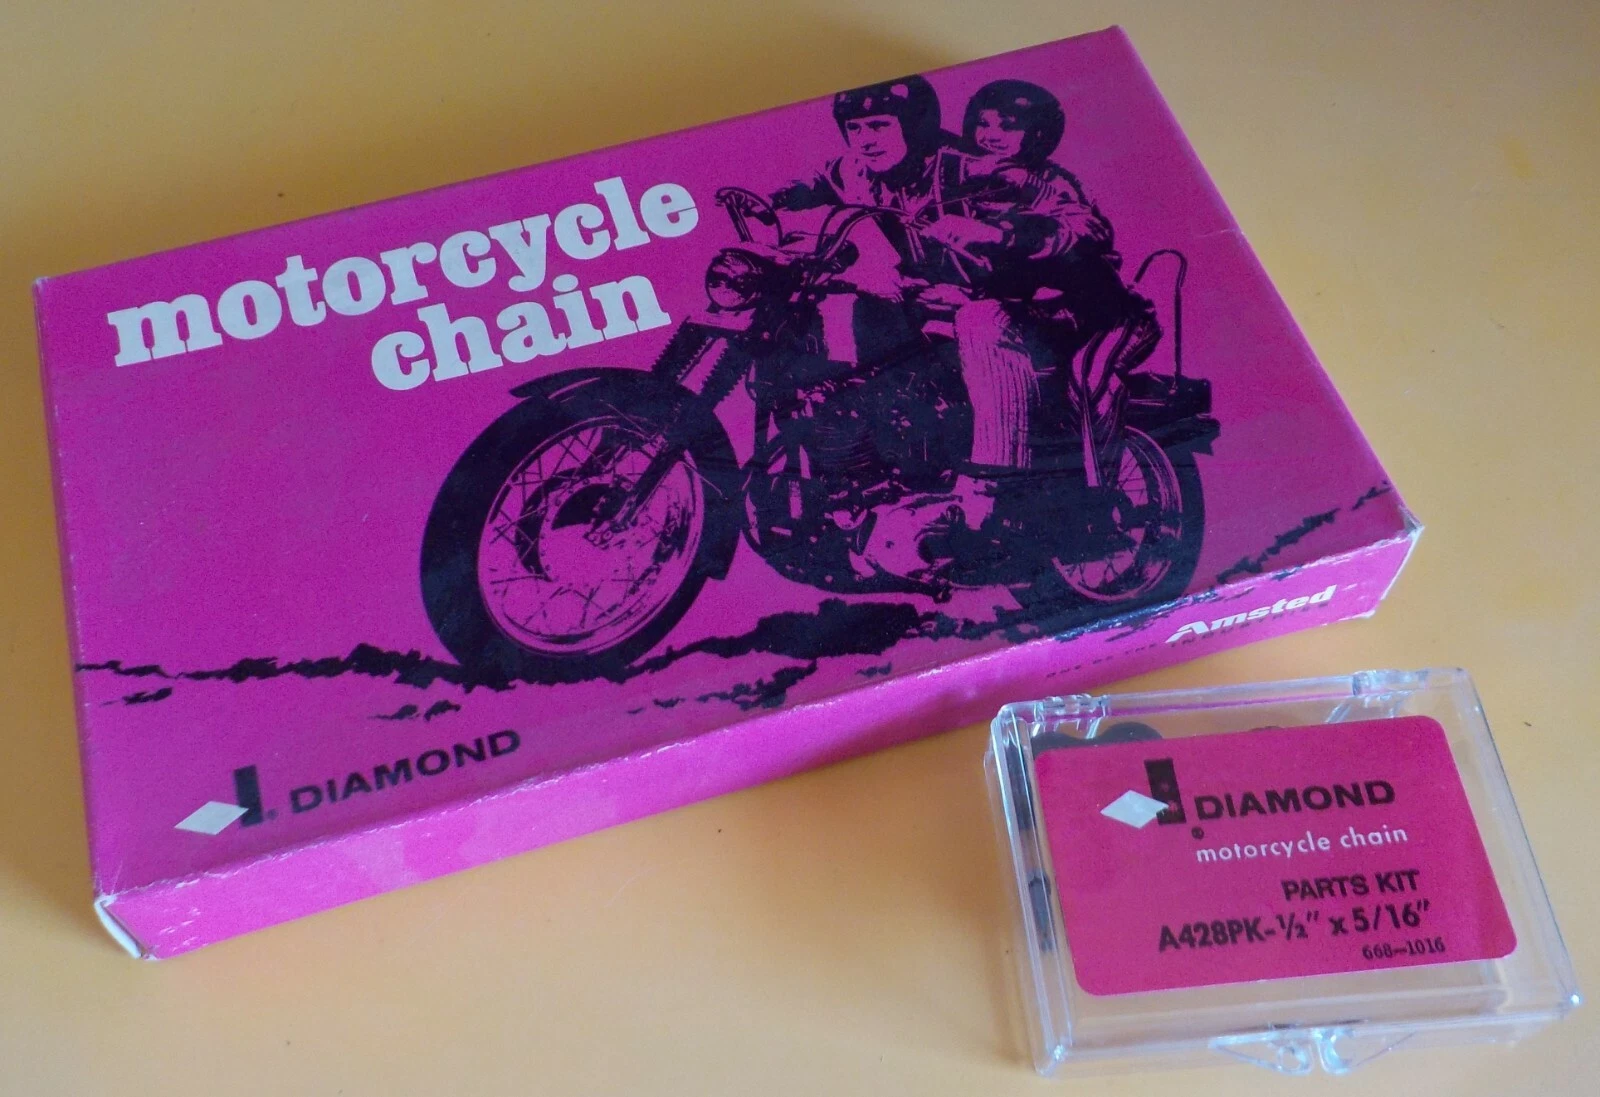 motorcycle
chain
DIAMOND
Amsted
DIAMOND
motorcycle chain
PARTS KIT
A428PK-½" x 5/16"
668-1016